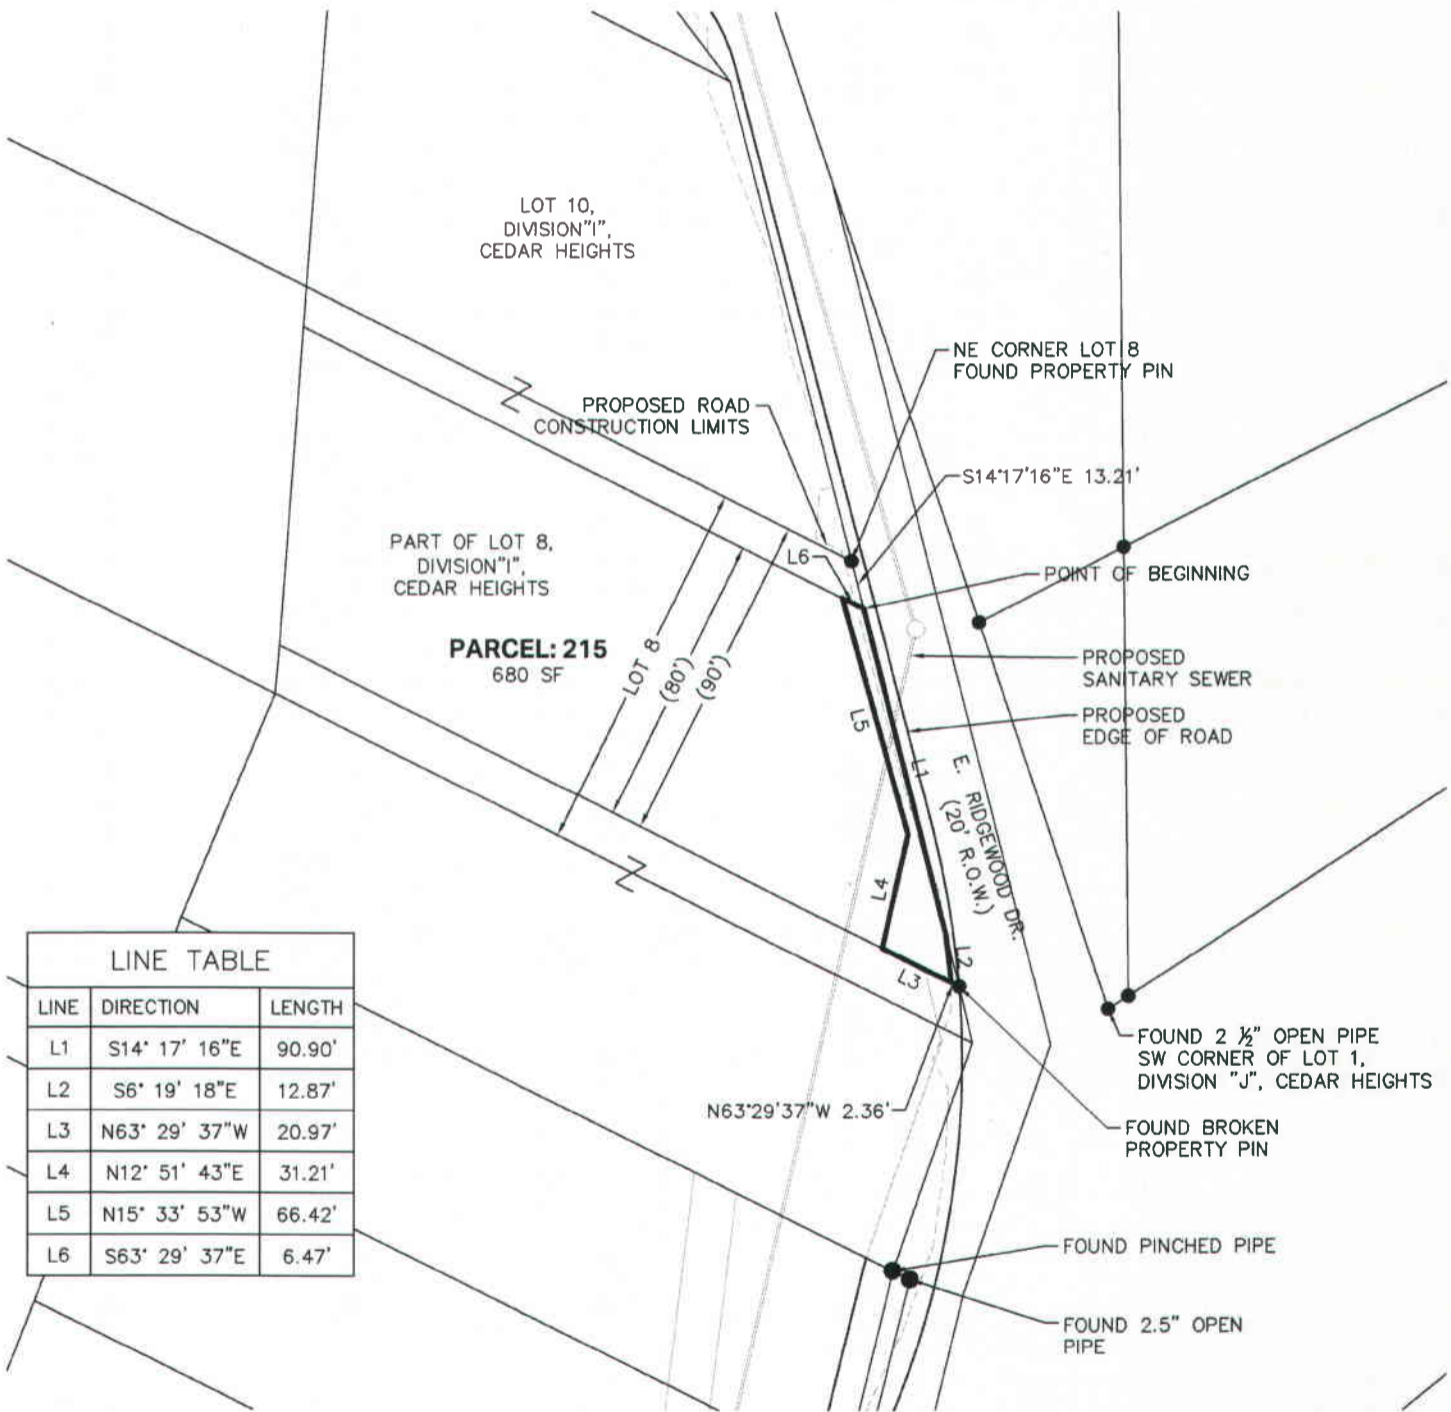 LOT 10,
DIVISION"I",
CEDAR HEIGHTS
NE CORNER LOT 8
FOUND PROPERTY PIN
PROPOSED ROAD
CONSTRUCTION LIMITS
S14°17'16"E 13.21'
PART OF LOT 8,
DIVISION"I",
CEDAR HEIGHTS
L6
POINT OF BEGINNING
PARCEL: 215
680 SF
LOT 8
(80')
(90')
PROPOSED
SANITARY SEWER
L5
PROPOSED
EDGE OF ROAD
L1
E. RIDGEWOOD DR.
(20' R.O.W.)
L4
L2
L3
LINE TABLE
LINE DIRECTION LENGTH
L1 S14° 17' 16"E 90.90'
L2 S6° 19' 18"E 12.87'
L3 N63° 29' 37"W 20.97'
L4 N12° 51' 43"E 31.21'
L5 N15° 33' 53"W 66.42'
L6 S63° 29' 37"E 6.47'
FOUND 2 ½" OPEN PIPE
SW CORNER OF LOT 1,
DIVISION "J", CEDAR HEIGHTS
N63°29'37"W 2.36'
FOUND BROKEN
PROPERTY PIN
FOUND PINCHED PIPE
FOUND 2.5" OPEN
PIPE